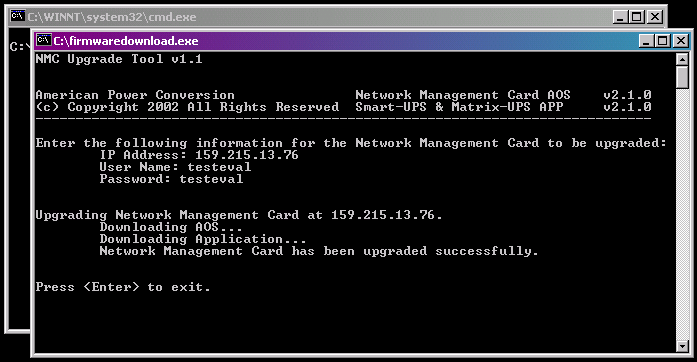 C:\WINNT\system32\cmd.exe
C:\
C:\firmwaredownload.exe
NMC Upgrade Tool v1.1
American Power Conversion Network Management Card AOS v2.1.0
(c) Copyright 2002 All Rights Reserved Smart-UPS & Matrix-UPS APP v2.1.0
Enter the following information for the Network Management Card to be upgraded:
IP Address: 159.215.13.76
User Name: testeval
Password: testeval
Upgrading Network Management Card at 159.215.13.76.
Downloading AOS...
Downloading Application...
Network Management Card has been upgraded successfully.
Press <Enter> to exit.